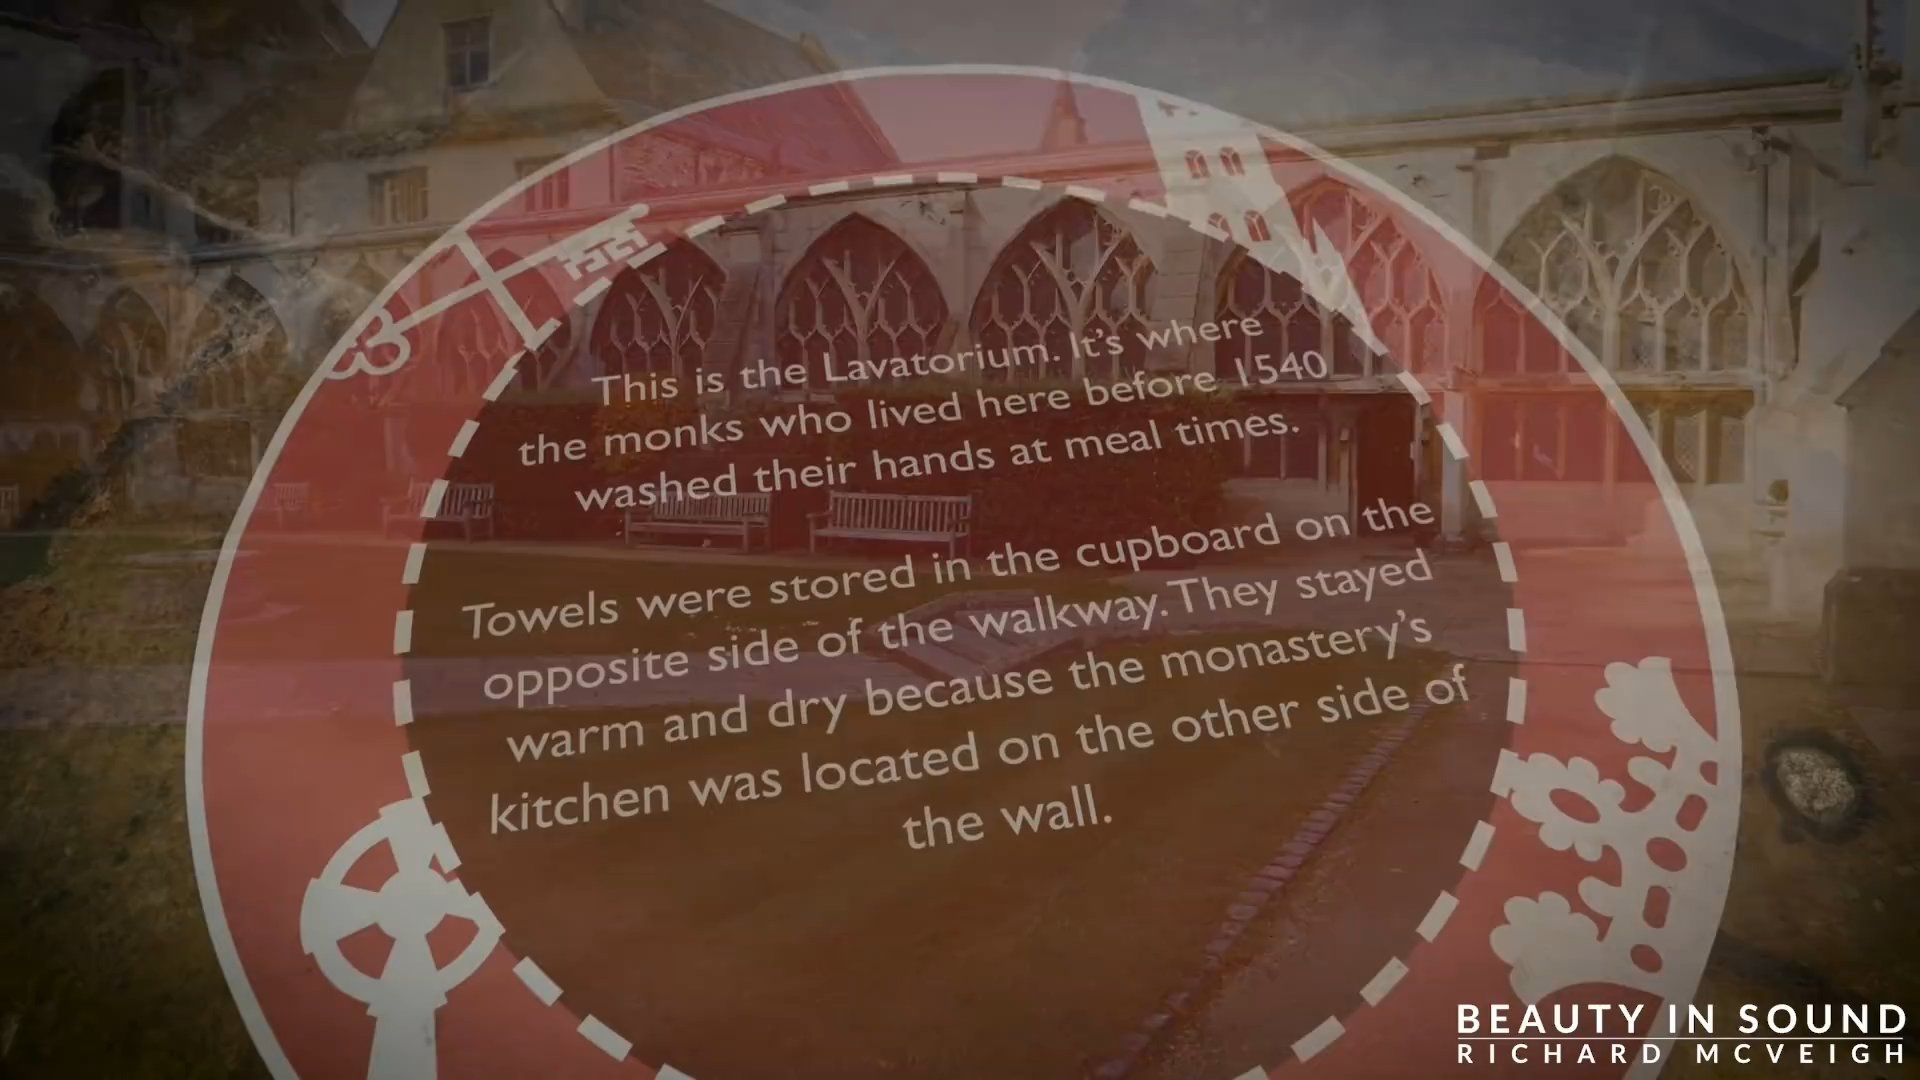 This is the Lavatorium. It's where
the monks who lived here before 1540
washed their hands at meal times.
Towels were stored in the cupboard on the
opposite side of the walkway. They stayed
warm and dry because the monastery's
kitchen was located on the other side of
the wall.
BEAUTY IN SOUND
RICHARD MCVEIGH